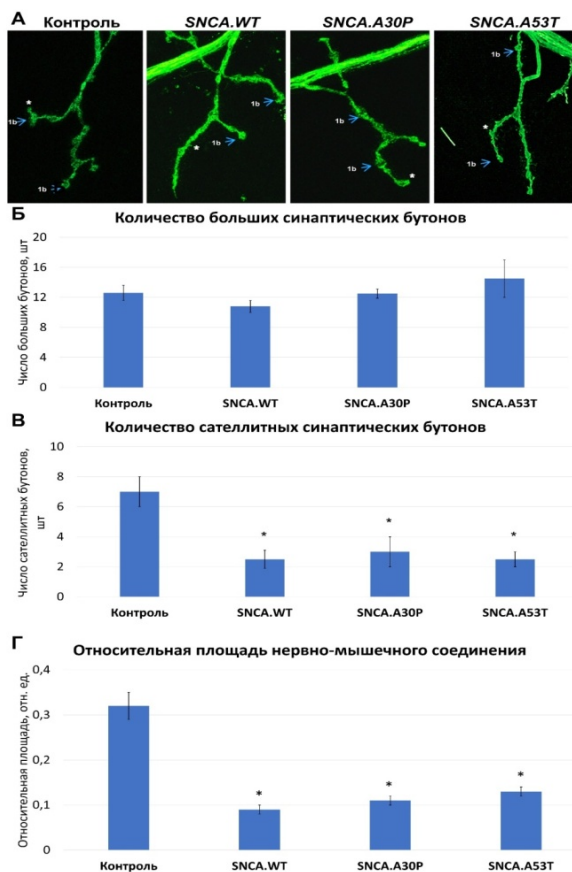 А
Контроль
SNCA.WT
SNCA.A30P
SNCA.A53T
*
1b
1b
*
1b
1b
1b
1b
*
1b
*
1b
Б
Количество больших синаптических бутонов
Число больших бутонов, шт
20
16
12
8
4
0
Контроль
SNCA.WT
SNCA.A30P
SNCA.A53T
В
Количество сателлитных синаптических бутонов
Число сателлитных бутонов,
шт
10
8
6
4
2
0
*
*
*
Контроль
SNCA.WT
SNCA.A30P
SNCA.A53T
Г
Относительная площадь нервно-мышечного соединения
Относительная площадь, отн. ед.
0,4
0,3
0,2
0,1
0
*
*
*
Контроль
SNCA.WT
SNCA.A30P
SNCA.A53T